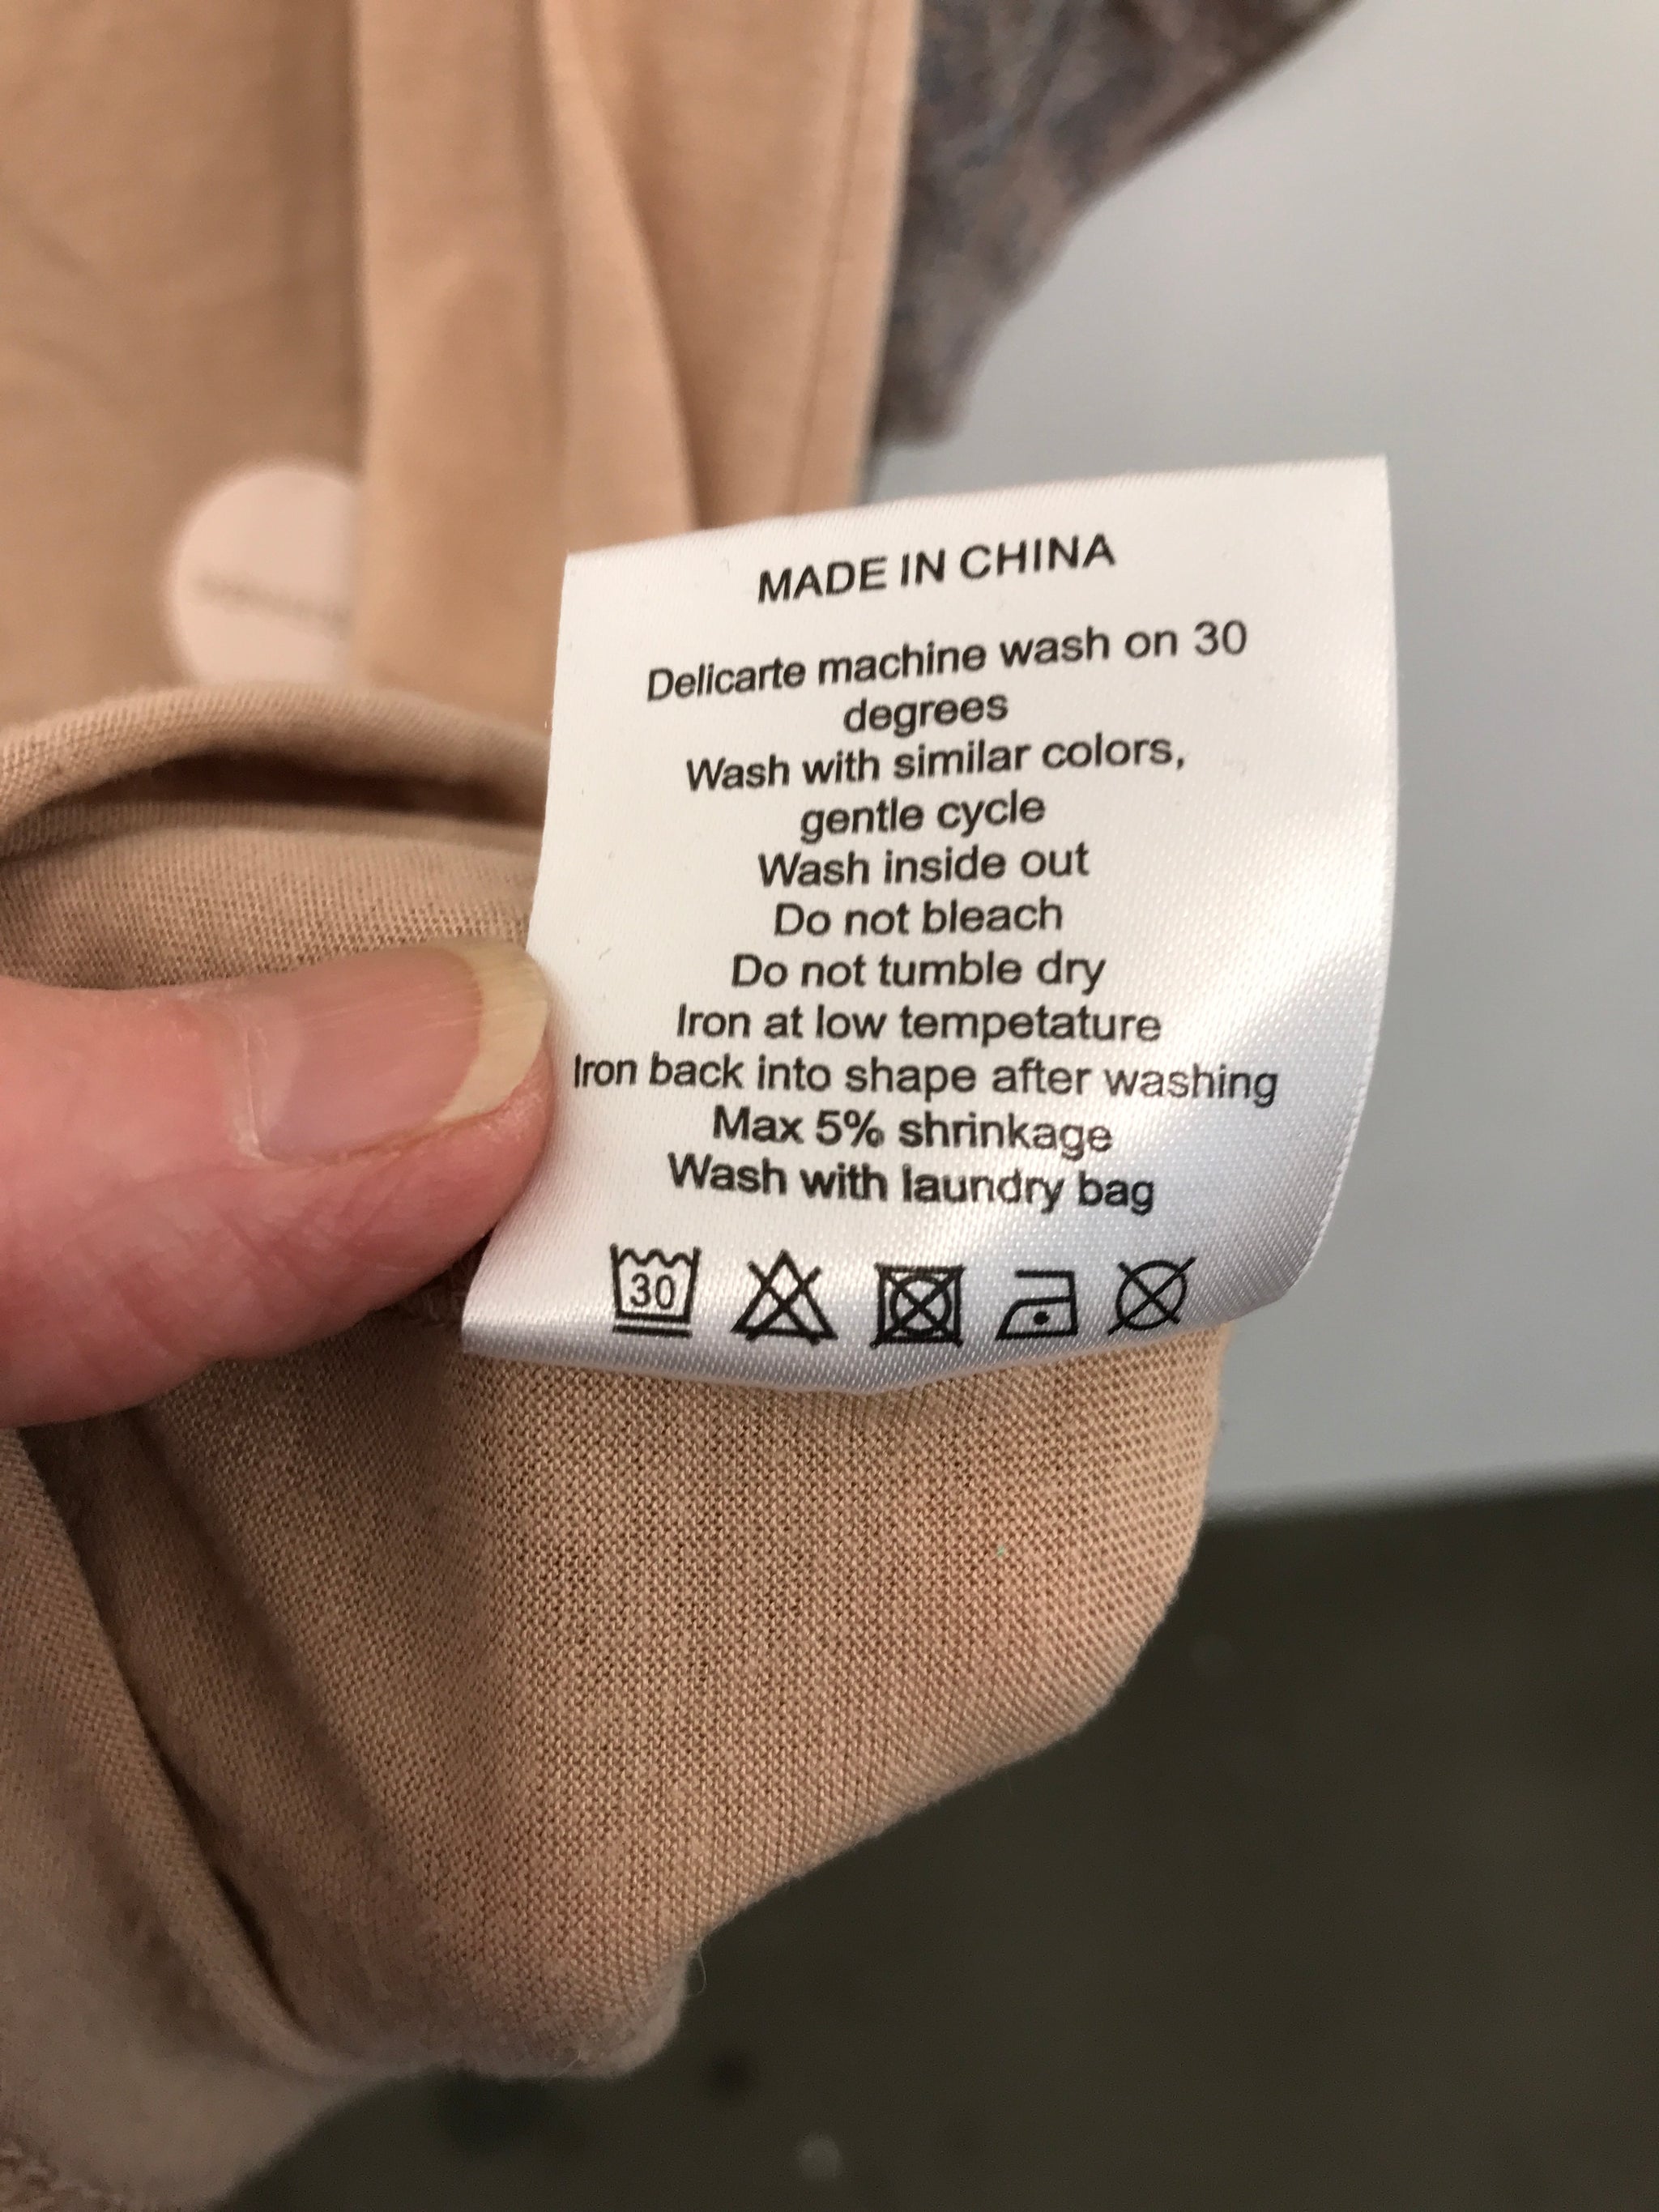 MADE IN CHINA
Delicarte machine wash on 30
degrees
Wash with similar colors,
gentle cycle
Wash inside out
Do not bleach
Do not tumble dry
Iron at low tempetature
Iron back into shape after washing
Max 5% shrinkage
Wash with laundry bag
30